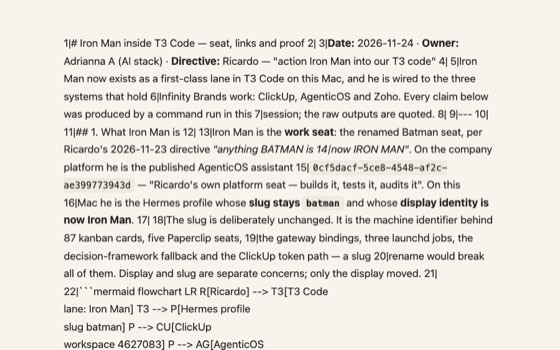 1|# Iron Man inside T3 Code — seat, links and proof 2| 3|Date: 2026-11-24 · Owner:
Adrianna A (AI stack) · Directive: Ricardo — "action Iron Man into our T3 code" 4| 5|Iron
Man now exists as a first-class lane in T3 Code on this Mac, and he is wired to the three
systems that hold 6|Infinity Brands work: ClickUp, AgenticOS and Zoho. Every claim below
was produced by a command run in this 7|session; the raw outputs are quoted. 8| 9|--- 10|
11|## 1. What Iron Man is 12| 13|Iron Man is the work seat: the renamed Batman seat, per
Ricardo's 2026-11-23 directive "anything BATMAN is 14|now IRON MAN". On the company
platform he is the published AgenticOS assistant 15| 0cf5dacf-5ce8-4548-af2c-
ae399773943d — "Ricardo's own platform seat — builds it, tests it, audits it". On this
16|Mac he is the Hermes profile whose slug stays batman and whose display identity is
now Iron Man. 17| 18|The slug is deliberately unchanged. It is the machine identifier behind
87 kanban cards, five Paperclip seats, 19|the gateway bindings, three launchd jobs, the
decision-framework fallback and the ClickUp token path — a slug 20|rename would break
all of them. Display and slug are separate concerns; only the display moved. 21|
22|```mermaid flowchart LR R[Ricardo] --> T3[T3 Code
lane: Iron Man] T3 --> P[Hermes profile
slug batman] P --> CU[ClickUp
workspace 4627083] P --> AG[AgenticOS